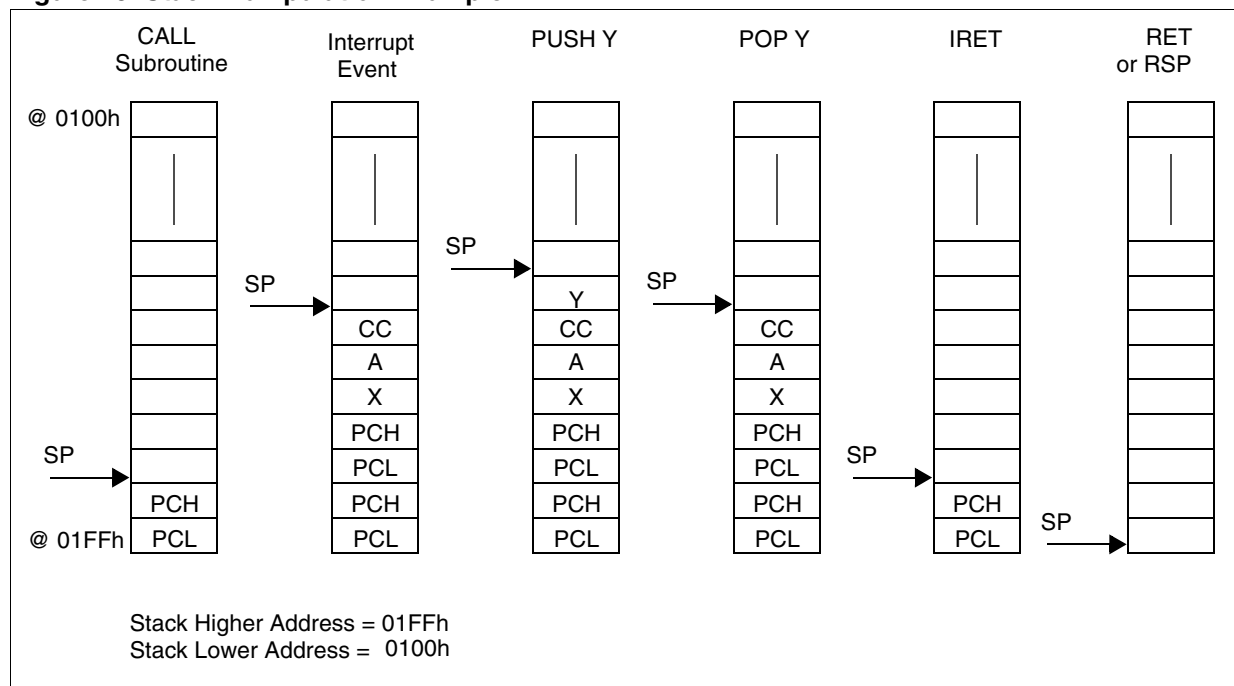 CALL
Subroutine
Interrupt
Event
PUSH Y
POP Y
IRET
RET
or RSP
@ 0100h
SP
PCH
@ 01FFh
PCL
SP
CC
A
X
PCH
PCL
PCH
PCL
SP
Y
CC
A
X
PCH
PCL
PCH
PCL
SP
CC
A
X
PCH
PCL
PCH
PCL
SP
PCH
PCL
SP
Stack Higher Address = 01FFh
Stack Lower Address = 0100h